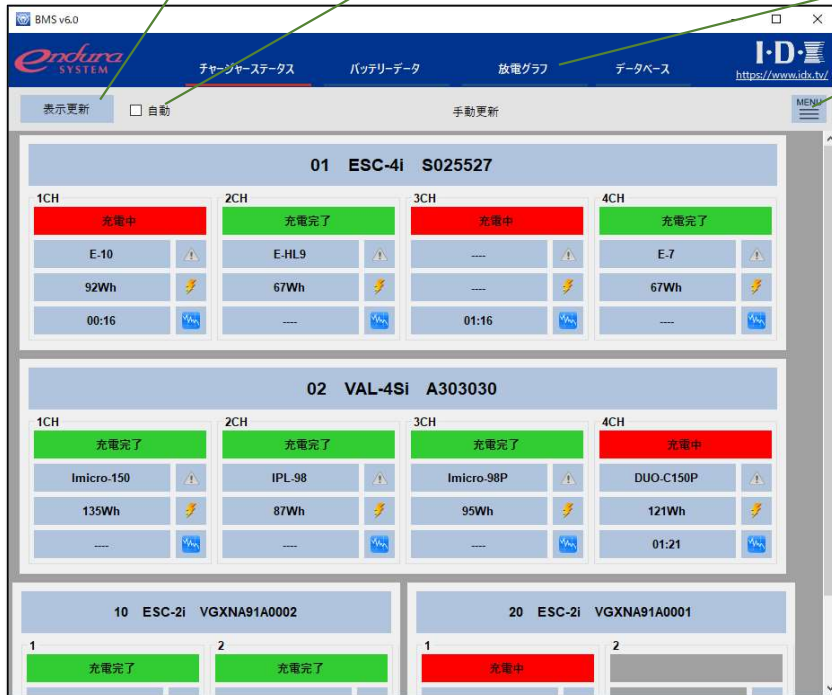 BMS v6.0
endura
SYSTEM
チャージャーステータス バッテリーデータ 放電グラフ データベース
I·D·X
https://www.idx.tv/
表示更新 自動 手動更新 MENU
01 ESC-4i S025527
1CH 2CH 3CH 4CH
充電中 充電完了 充電中 充電完了
E-10 E-HL9 ---- E-7
92Wh 67Wh ---- 67Wh
00:16 ---- 01:16 ----
02 VAL-4Si A303030
1CH 2CH 3CH 4CH
充電完了 充電完了 充電完了 充電中
Imicro-150 IPL-98 Imicro-98P DUO-C150P
135Wh 87Wh 95Wh 121Wh
---- ---- ---- 01:21
10 ESC-2i VGXNA91A0002 20 ESC-2i VGXNA91A0001
1 2 1 2
充電完了 充電完了 充電中